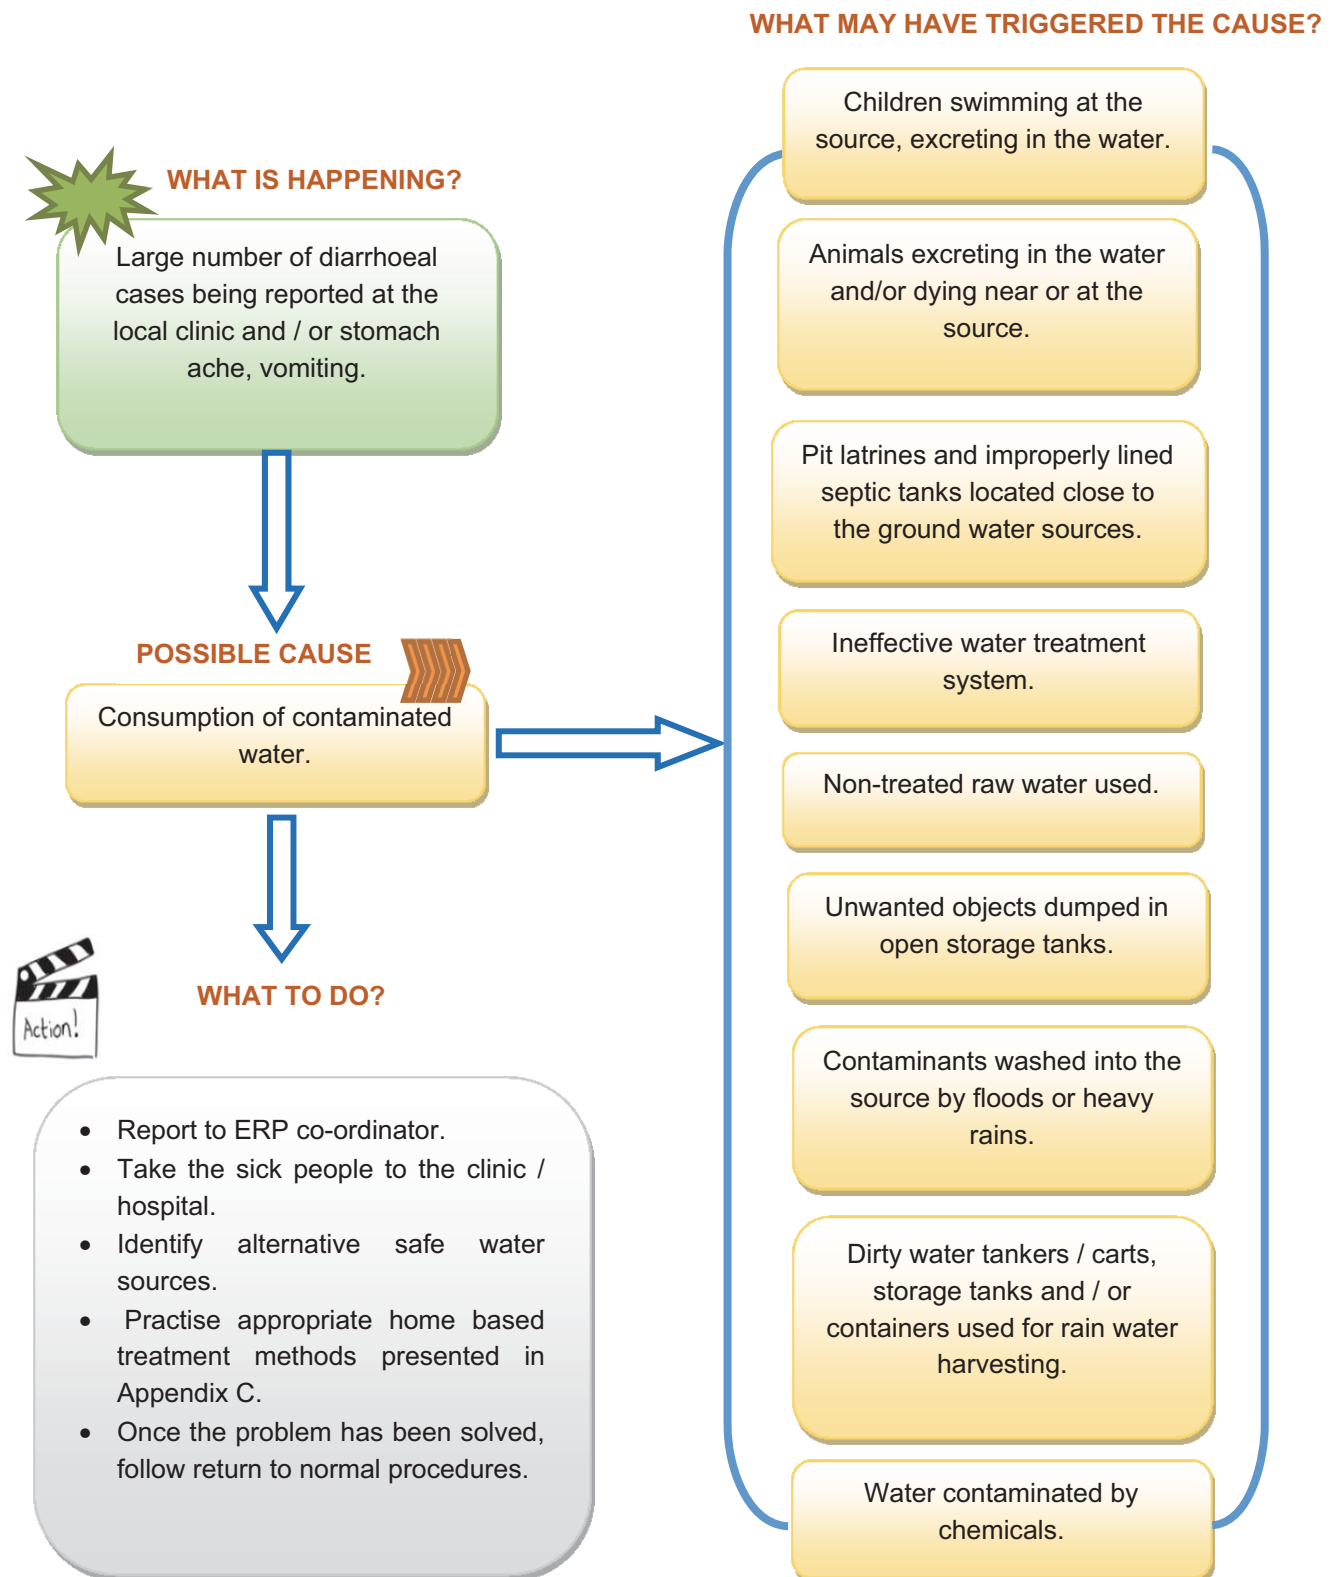 WHAT MAY HAVE TRIGGERED THE CAUSE?
WHAT IS HAPPENING?
Large number of diarrhoeal
cases being reported at the
local clinic and / or stomach
ache, vomiting.
POSSIBLE CAUSE
Consumption of contaminated
water.
WHAT TO DO?
Action!
• Report to ERP co-ordinator.
• Take the sick people to the clinic /
hospital.
• Identify alternative safe water
sources.
• Practise appropriate home based
treatment methods presented in
Appendix C.
• Once the problem has been solved,
follow return to normal procedures.
Children swimming at the
source, excreting in the water.
Animals excreting in the water
and/or dying near or at the
source.
Pit latrines and improperly lined
septic tanks located close to
the ground water sources.
Ineffective water treatment
system.
Non-treated raw water used.
Unwanted objects dumped in
open storage tanks.
Contaminants washed into the
source by floods or heavy
rains.
Dirty water tankers / carts,
storage tanks and / or
containers used for rain water
harvesting.
Water contaminated by
chemicals.